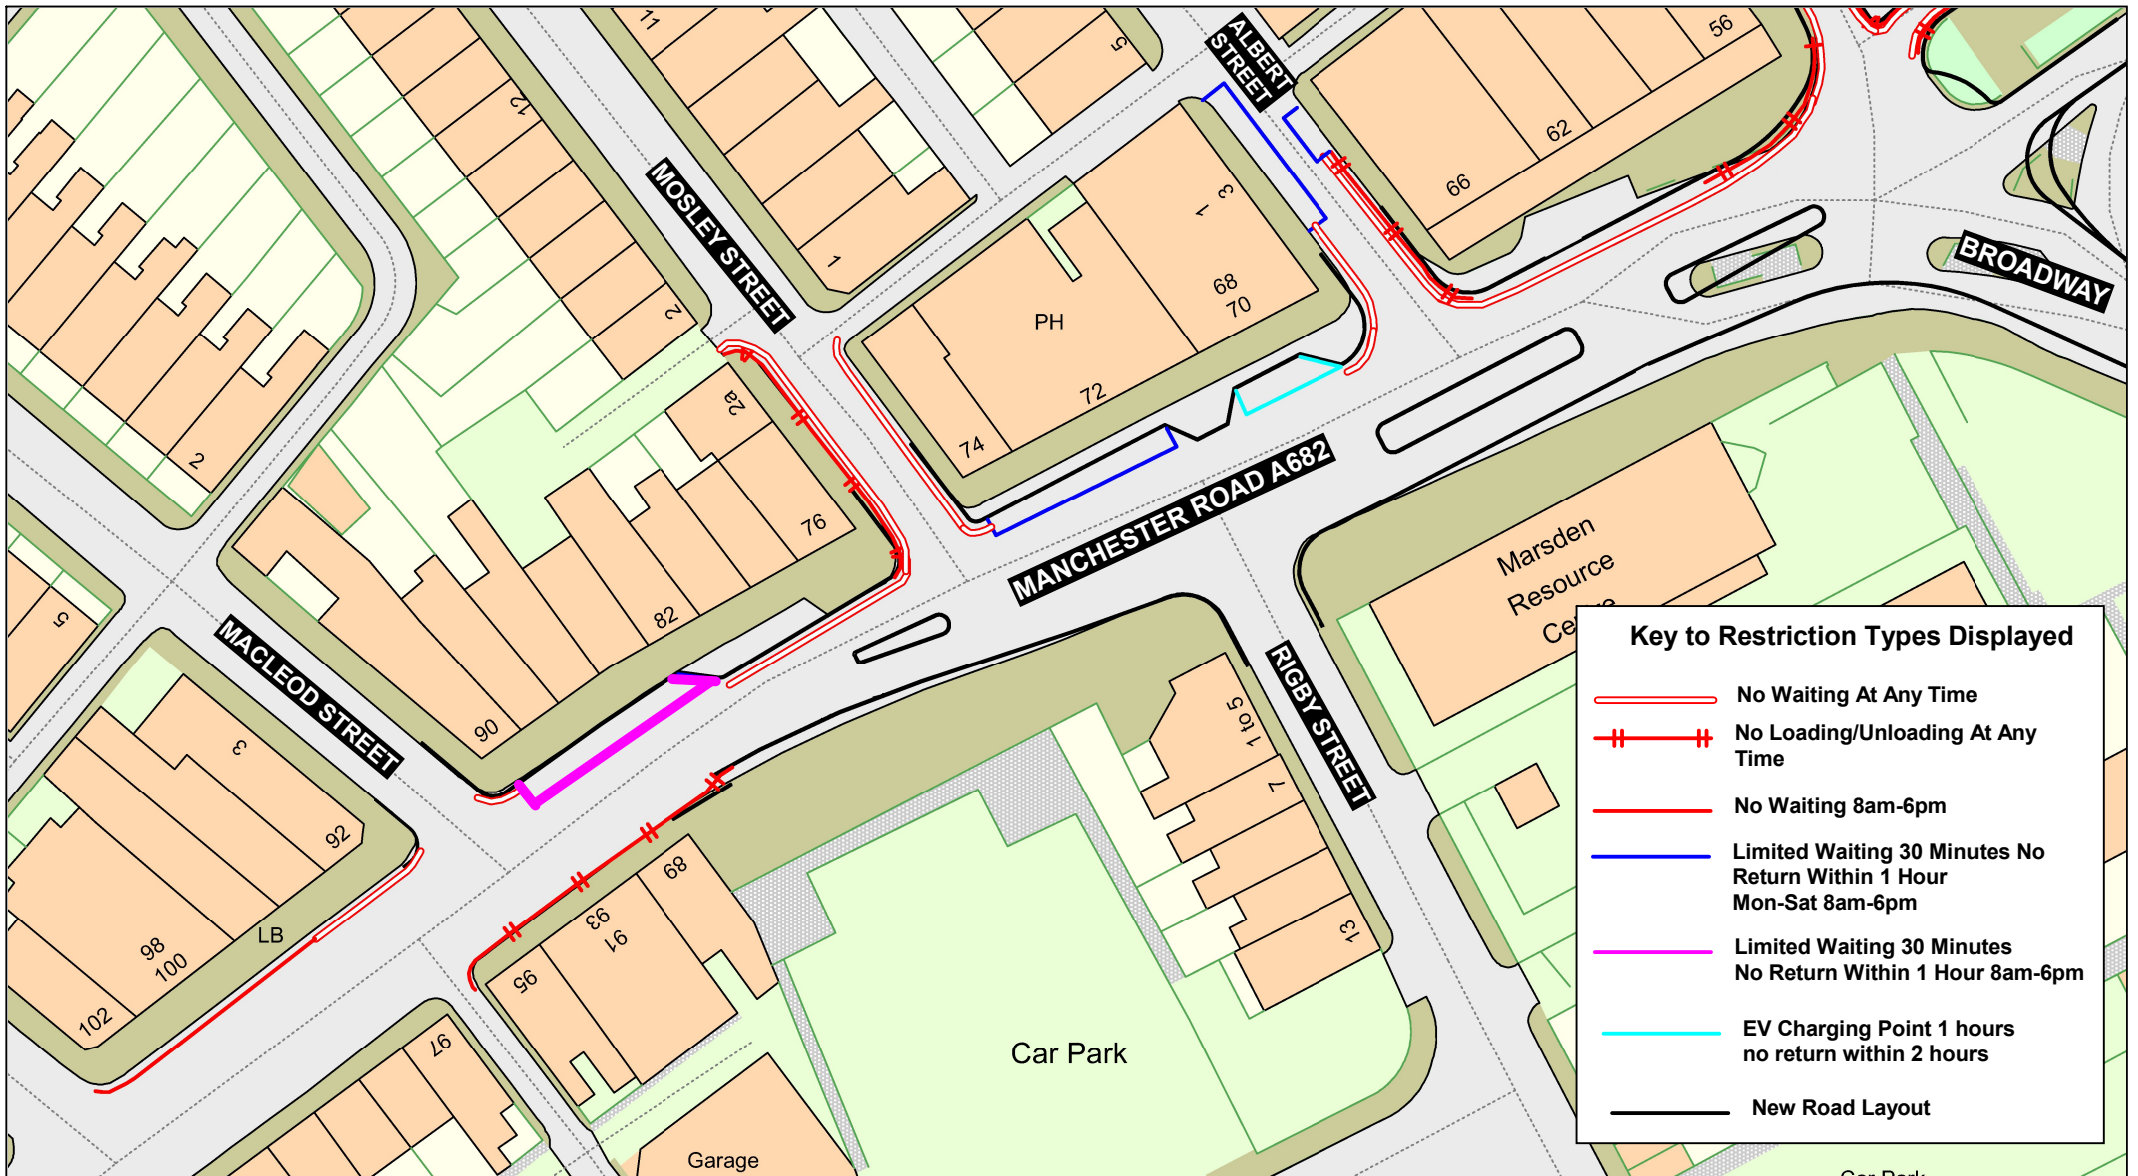 11
5
ALBERT
STREET
56
12
62
66
MOSLEY STREET
3
1
1
BROADWAY
2
68
70
PH
72
2a
74
2
76
MANCHESTER ROAD A682
Marsden
Resource
5
82
MACLEOD STREET
RIGBY STREET
90
3
1 to 5
7
92
89
LB
98
100
93
91
13
95
102
97
Car Park
Garage
Key to Restriction Types Displayed
No Waiting At Any Time
No Loading/Unloading At Any
Time
No Waiting 8am-6pm
Limited Waiting 30 Minutes No
Return Within 1 Hour
Mon-Sat 8am-6pm
Limited Waiting 30 Minutes
No Return Within 1 Hour 8am-6pm
EV Charging Point 1 hours
no return within 2 hours
New Road Layout
Car Park